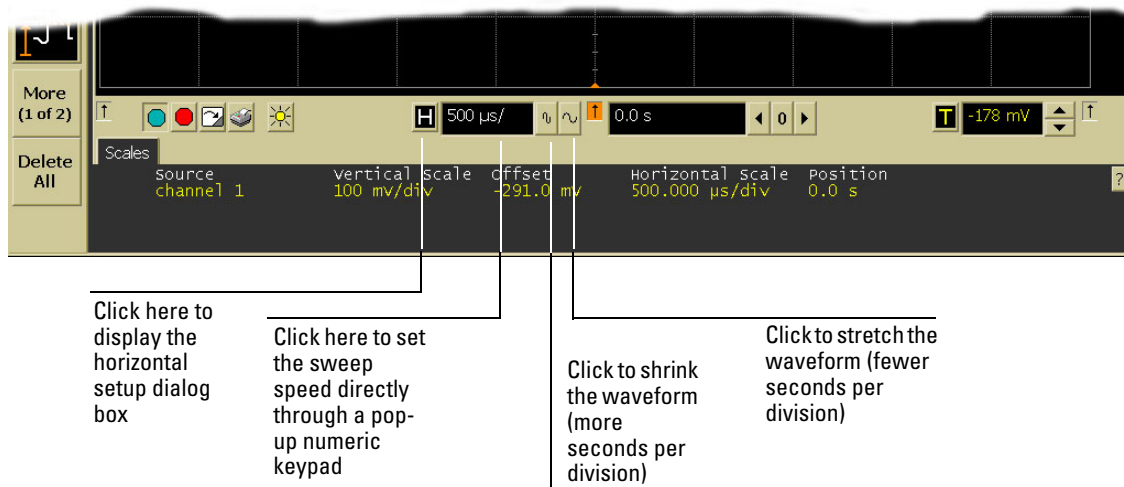 More
(1 of 2)
Delete
All
H 500 µs/ 0.0 s 0 T -178 mV
Scales
Source Vertical Scale Offset Horizontal Scale Position
channel 1 100 mV/div -291.0 mV 500.000 µs/div 0.0 s
?
Click here to
display the
horizontal
setup dialog
box
Click here to set
the sweep
speed directly
through a pop-
up numeric
keypad
Click to shrink
the waveform
(more
seconds per
division)
Click to stretch the
waveform (fewer
seconds per
division)